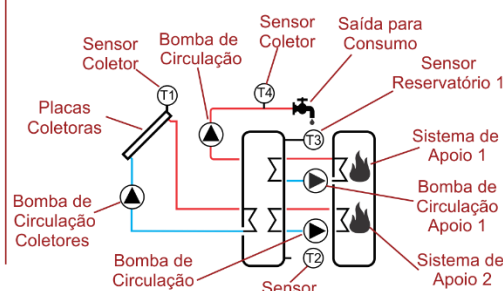 Sensor
Coletor
Bomba de
Circulação
Sensor
Coletor
Saída para
Consumo
T1
T4
Sensor
Reservatório 1
T3
Placas
Coletoras
Sistema de
Apoio 1
Bomba de
Circulação
Coletores
Bomba de
Circulação
Apoio 1
Bomba de
Circulação
T2
Sensor
Sistema de
Apoio 2